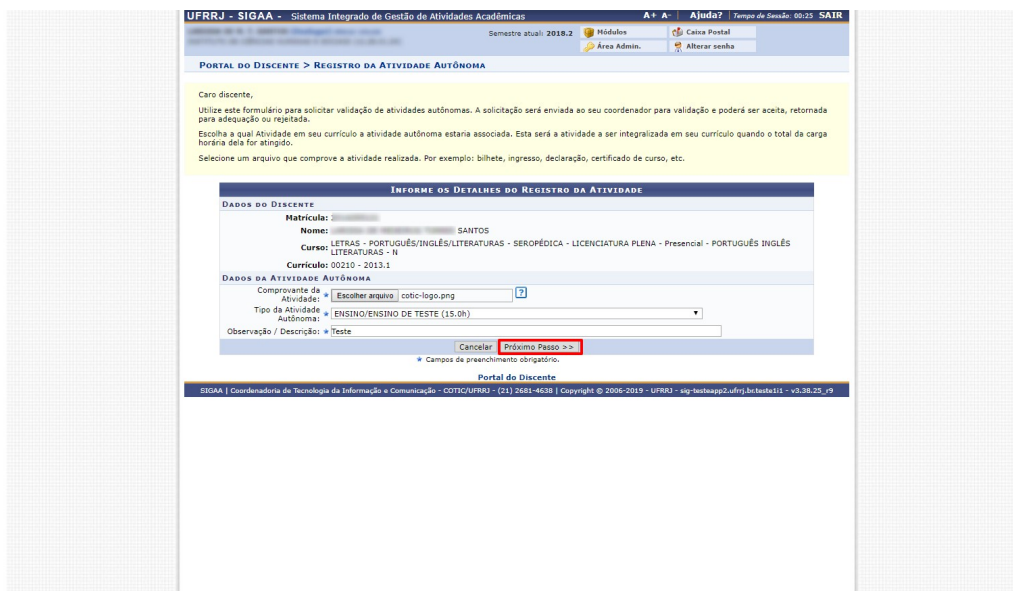 UFRRJ - SIGAA - Sistema Integrado de Gestão de Atividades Acadêmicas A+ A- Ajuda? Tempo de Sessão: 00:25 SAIR
Semestre atual: 2018.2 Módulos Caixa Postal
Área Admin. Alterar senha
PORTAL DO DISCENTE > REGISTRO DA ATIVIDADE AUTÔNOMA
Caro discente,
Utilize este formulário para solicitar validação de atividades autônomas. A solicitação será enviada ao seu coordenador para validação e poderá ser aceita, retornada
para adequação ou rejeitada.
Escolha a qual Atividade em seu currículo a atividade autônoma estaria associada. Esta será a atividade a ser integralizada em seu currículo quando o total da carga
horária dela for atingido.
Selecione um arquivo que comprove a atividade realizada. Por exemplo: bilhete, ingresso, declaração, certificado de curso, etc.
INFORME OS DETALHES DO REGISTRO DA ATIVIDADE
DADOS DO DISCENTE
Matrícula:
Nome: SANTOS
Curso: LETRAS - PORTUGUÊS/INGLÊS/LITERATURAS - SEROPÉDICA - LICENCIATURA PLENA - Presencial - PORTUGUÊS INGLÊS
LITERATURAS - N
Currículo: 00210 - 2013.1
DADOS DA ATIVIDADE AUTÔNOMA
Comprovante da
Atividade: Escolher arquivo cotic-logo.png ?
Tipo da Atividade
Autônoma: ENSINO/ENSINO DE TESTE (15.0h)
Observação / Descrição: Teste
Cancelar Próximo Passo >>
Campos de preenchimento obrigatório.
Portal do Discente
SIGAA | Coordenadoria de Tecnologia da Informação e Comunicação - COTIC/UFRRJ - (21) 2681-4638 | Copyright © 2006-2019 - UFRRJ - sig-testeapp2.ufrrj.br.teste1i1 - v3.38.25_r9